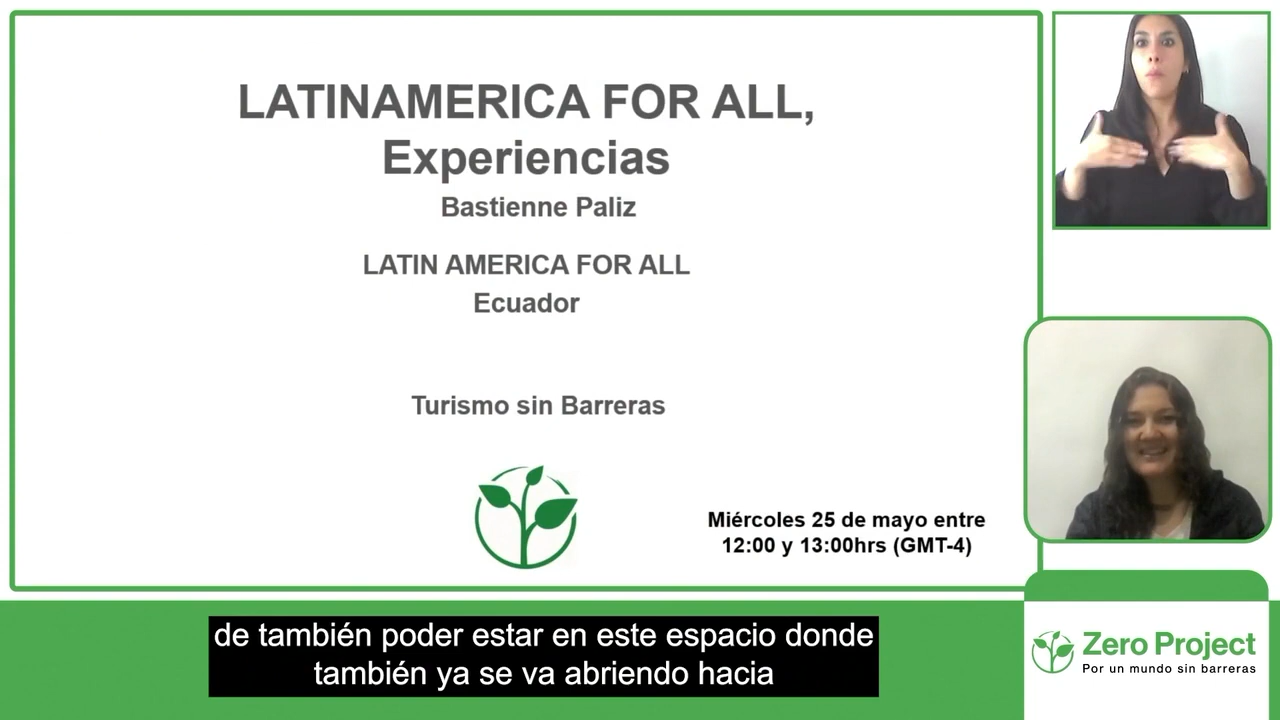 LATINAMERICA FOR ALL,
Experiencias
Bastienne Paliz
LATIN AMERICA FOR ALL
Ecuador
Turismo sin Barreras
Miércoles 25 de mayo entre
12:00 y 13:00hrs (GMT-4)
de también poder estar en este espacio donde
también ya se va abriendo hacia
Zero Project
Por un mundo sin barreras